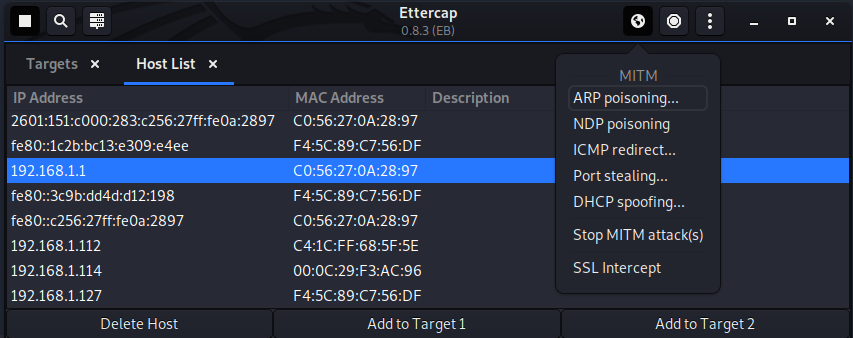 Ettercap
0.8.3 (EB)
Targets
Host List
IP Address MAC Address Description
2601:151:c000:283:c256:27ff:fe0a:2897 C0:56:27:0A:28:97
fe80::1c2b:bc13:e309:e4ee F4:5C:89:C7:56:DF
192.168.1.1 C0:56:27:0A:28:97
fe80::3c9b:dd4d:d12:198 F4:5C:89:C7:56:DF
fe80::c256:27ff:fe0a:2897 C0:56:27:0A:28:97
192.168.1.112 C4:1C:FF:68:5F:5E
192.168.1.114 00:0C:29:F3:AC:96
192.168.1.127 F4:5C:89:C7:56:DF
MITM
ARP poisoning...
NDP poisoning
ICMP redirect...
Port stealing...
DHCP spoofing...
Stop MITM attack(s)
SSL Intercept
Delete Host
Add to Target 1
Add to Target 2